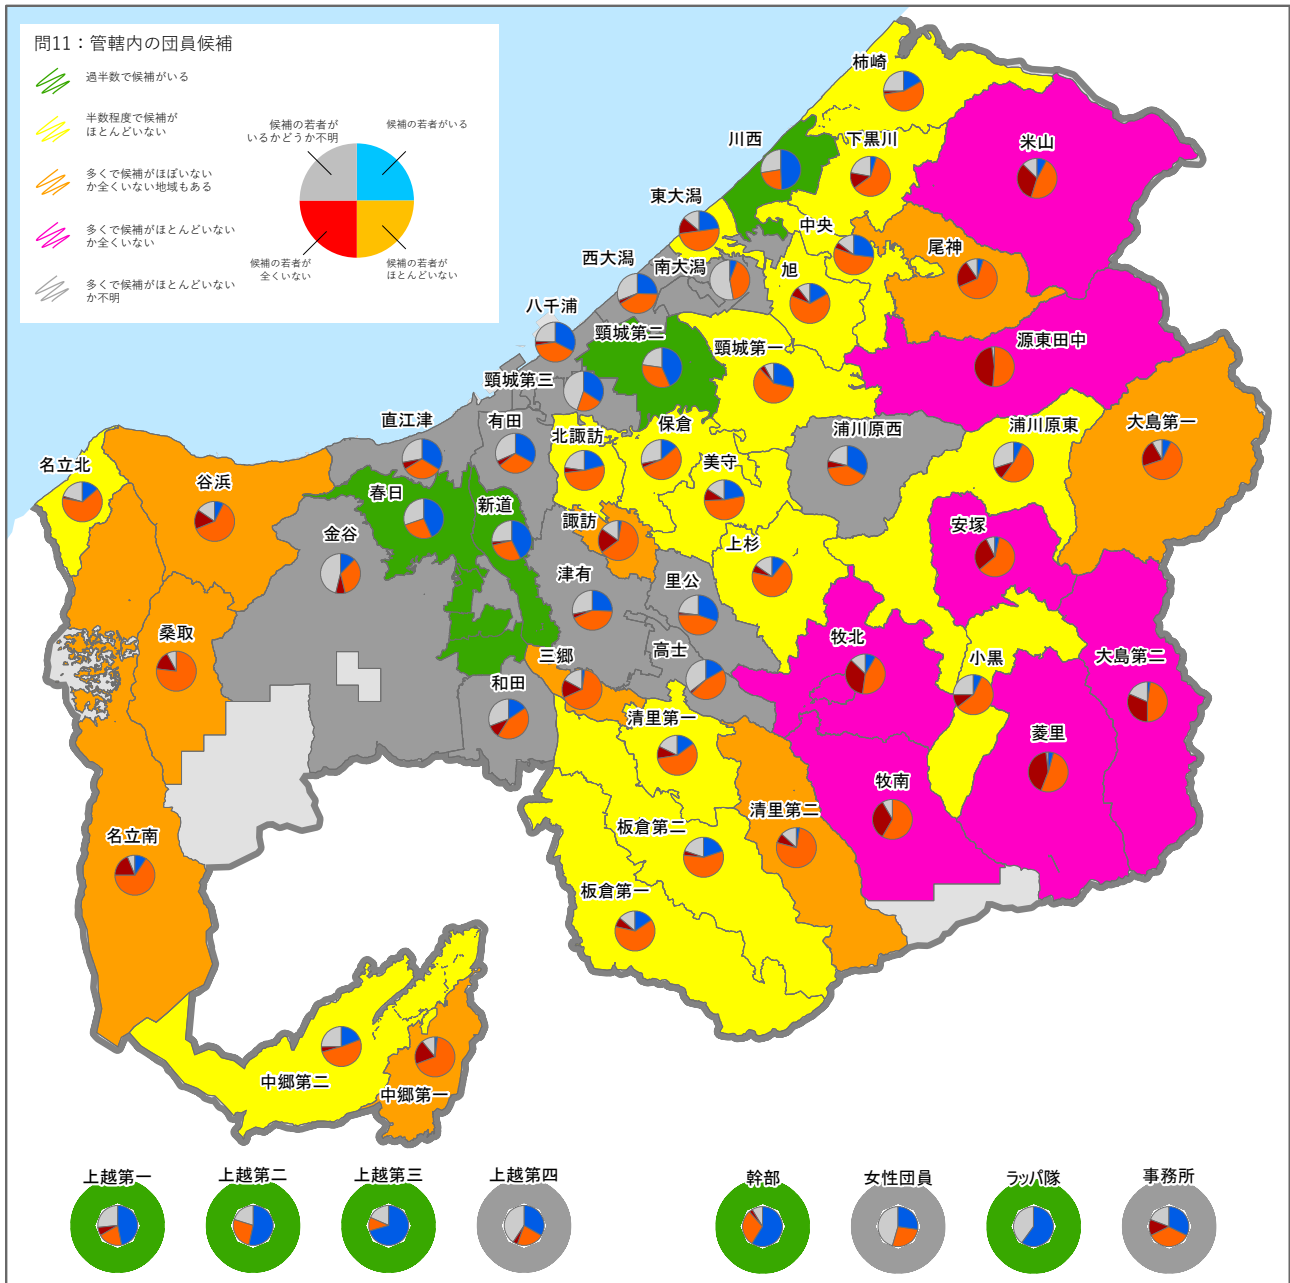 問11：管轄内の団員候補
過半数で候補がいる
半数程度で候補が
ほとんどいない
多くで候補がほぼいない
か全くいない地域もある
多くで候補がほとんどいない
か全くいない
多くで候補がほとんどいない
か不明
候補の若者が
いるかどうか不明
候補の若者がいる
候補の若者が
全くいない
候補の若者が
ほとんどいない
柿崎
川西
下黒川
米山
東大潟
中央
尾神
西大潟
南大潟
旭
八千浦
頸城第二
頸城第一
源東田中
頸城第三
直江津
有田
北諏訪
保倉
美守
浦川原西
浦川原東
大島第一
名立北
谷浜
春日
新道
金谷
諏訪
上杉
安塚
津有
里公
桑取
三郷
高士
牧北
小黒
大島第二
和田
清里第一
菱里
牧南
名立南
板倉第二
清里第二
板倉第一
中郷第二
中郷第一
上越第一
上越第二
上越第三
上越第四
幹部
女性団員
ラッパ隊
事務所